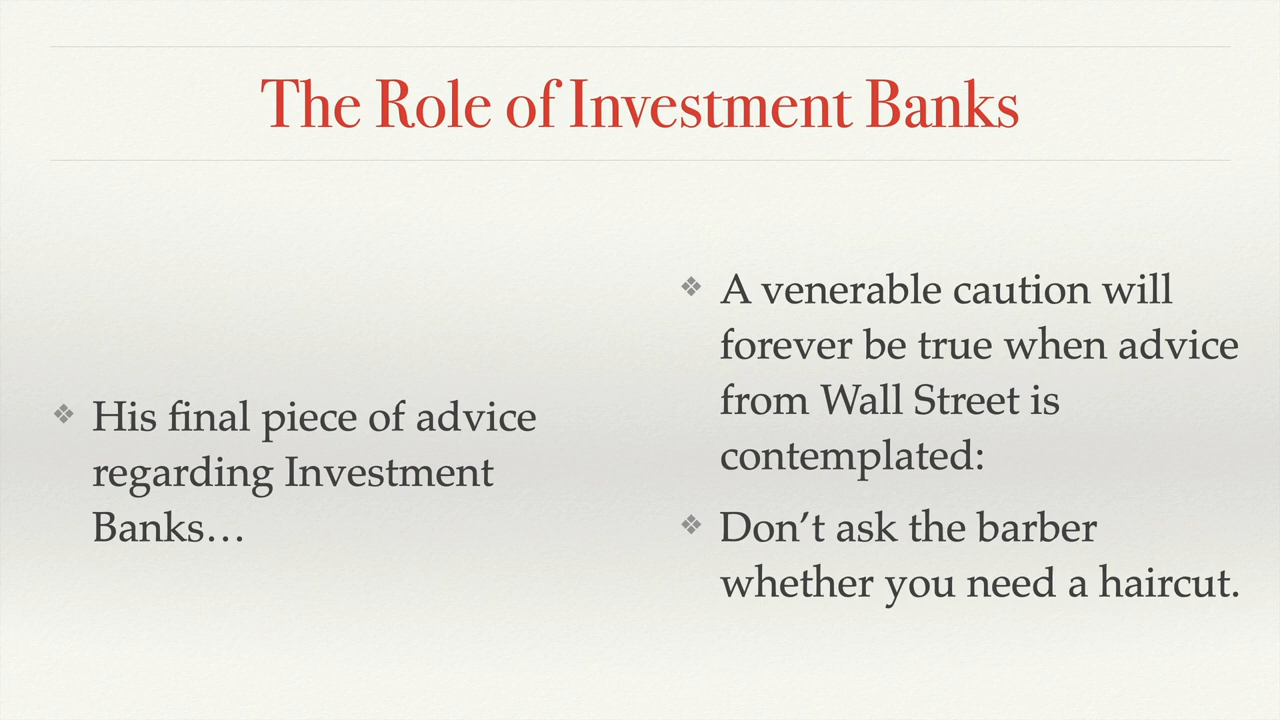 The Role of Investment Banks
❖ His final piece of advice
regarding Investment
Banks…
❖ A venerable caution will
forever be true when advice
from Wall Street is
contemplated:
❖ Don’t ask the barber
whether you need a haircut.